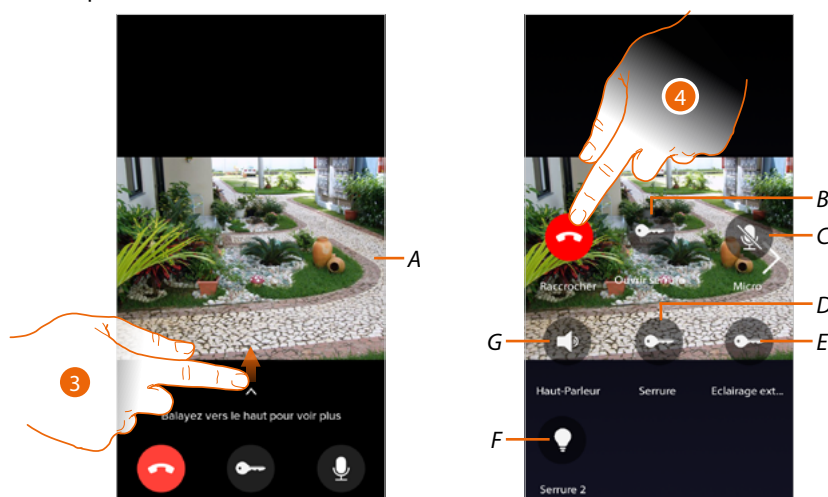 A
3
Balayez vers le haut pour voir plus
4
B
C
Raccrocher
Ouvrir serrure
Micro
D
G
E
Haut-Parleur
Serrure
Eclairage ext...
F
Serrure 2